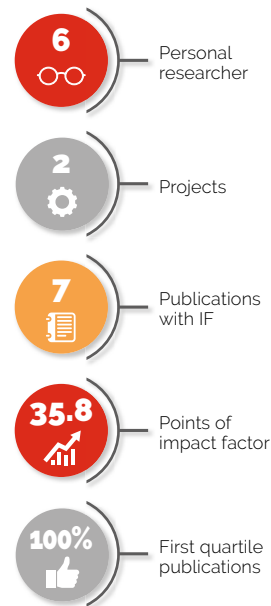 6
Personal
researcher
2
Projects
7
Publications
with IF
35.8
Points of
impact factor
100%
First quartile
publications